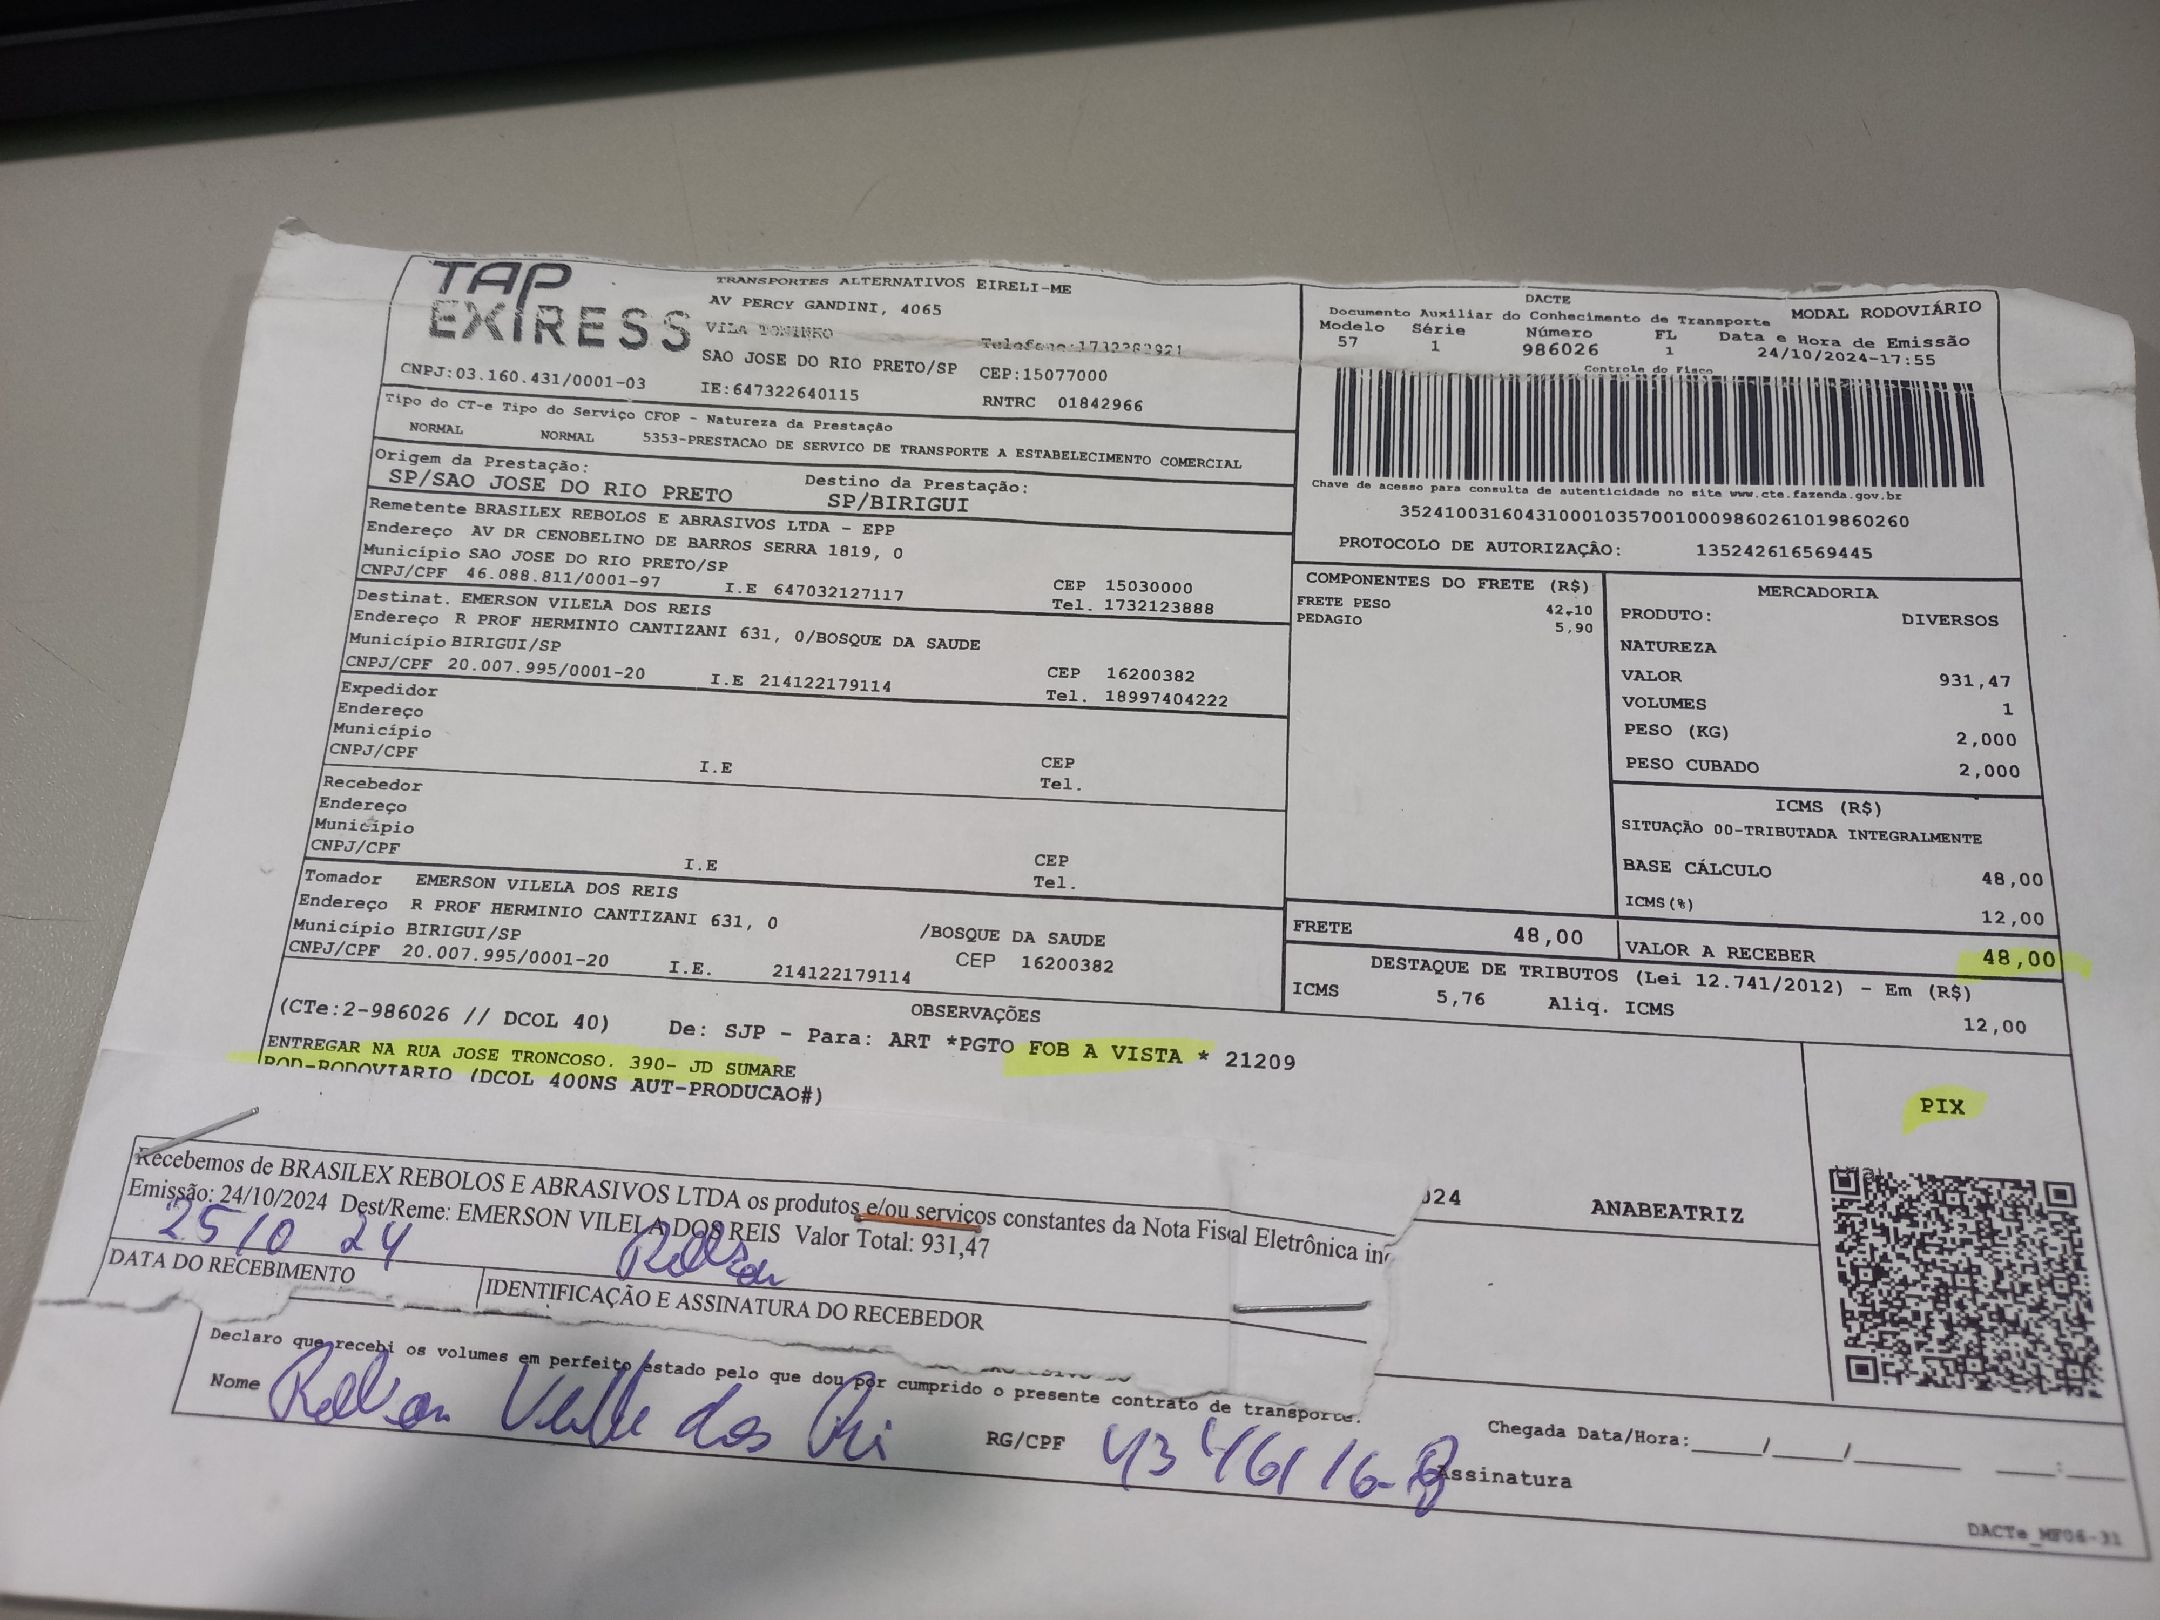 TAP
EXPRESS
TRANSPORTES ALTERNATIVOS EIRELI-ME
AV PERCY GANDINI, 4065
VILA TONINHO
SAO JOSE DO RIO PRETO/SP CEP:15077000
CNPJ:03.160.431/0001-03 IE:647322640115 RNTRC 01842966
DACTE
MODAL RODOVIÁRIO
Documento Auxiliar do Conhecimento de Transporte
Modelo Série Número FL Data e Hora de Emissão
57 1 986026 1 24/10/2024-17:55
Controle do Fisco
Chave de acesso para consulta de autenticidade no site www.cte.fazenda.gov.br
35241003160431000103570010009860261019860260
PROTOCOLO DE AUTORIZAÇÃO: 135242616569445
Tipo do CT-e Tipo do Serviço CFOP - Natureza da Prestação
NORMAL NORMAL 5353-PRESTACAO DE SERVICO DE TRANSPORTE A ESTABELECIMENTO COMERCIAL
Origem da Prestação: Destino da Prestação:
SP/SAO JOSE DO RIO PRETO SP/BIRIGUI
Remetente BRASILEX REBOLOS E ABRASIVOS LTDA - EPP
Endereço AV DR CENOBELINO DE BARROS SERRA 1819, 0
Município SAO JOSE DO RIO PRETO/SP CEP 15030000
CNPJ/CPF 46.088.811/0001-97 I.E 647032127117 Tel. 1732123888
Destinat. EMERSON VILELA DOS REIS
Endereço R PROF HERMINIO CANTIZANI 631, 0/BOSQUE DA SAUDE
Município BIRIGUI/SP CEP 16200382
CNPJ/CPF 20.007.995/0001-20 I.E 214122179114 Tel. 18997404222
Expedidor
Endereço
Município CEP
CNPJ/CPF I.E Tel.
Recebedor
Endereço
Município CEP
CNPJ/CPF I.E Tel.
Tomador EMERSON VILELA DOS REIS
Endereço R PROF HERMINIO CANTIZANI 631, 0 /BOSQUE DA SAUDE
Município BIRIGUI/SP CEP 16200382
CNPJ/CPF 20.007.995/0001-20 I.E. 214122179114
COMPONENTES DO FRETE (R$)
FRETE PESO 42,10
PEDAGIO 5,90
MERCADORIA
PRODUTO: DIVERSOS
NATUREZA
VALOR 931,47
VOLUMES 1
PESO (KG) 2,000
PESO CUBADO 2,000
ICMS (R$)
SITUAÇÃO 00-TRIBUTADA INTEGRALMENTE
BASE CÁLCULO 48,00
ICMS(%) 12,00
FRETE 48,00 VALOR A RECEBER 48,00
DESTAQUE DE TRIBUTOS (Lei 12.741/2012) - Em (R$)
ICMS 5,76 Aliq. ICMS 12,00
OBSERVAÇÕES
(CTe:2-986026 // DCOL 40) De: SJP - Para: ART *PGTO FOB A VISTA * 21209
ENTREGAR NA RUA JOSE TRONCOSO. 390- JD SUMARE
ROD-RODOVIARIO (DCOL 400NS AUT-PRODUCAO#)
PIX
024 ANABEATRIZ
Recebemos de BRASILEX REBOLOS E ABRASIVOS LTDA os produtos e/ou serviços constantes da Nota Fiscal Eletrônica in
Emissão: 24/10/2024 Dest/Reme: EMERSON VILELA DOS REIS Valor Total: 931,47
25/0 24
DATA DO RECEBIMENTO IDENTIFICAÇÃO E ASSINATURA DO RECEBEDOR
Declaro que recebi os volumes em perfeito estado pelo que dou por cumprido o presente contrato de transporte.
Nome RG/CPF Assinatura
Chegada Data/Hora:____/____/____ ___:___
DACTe_MF06-31